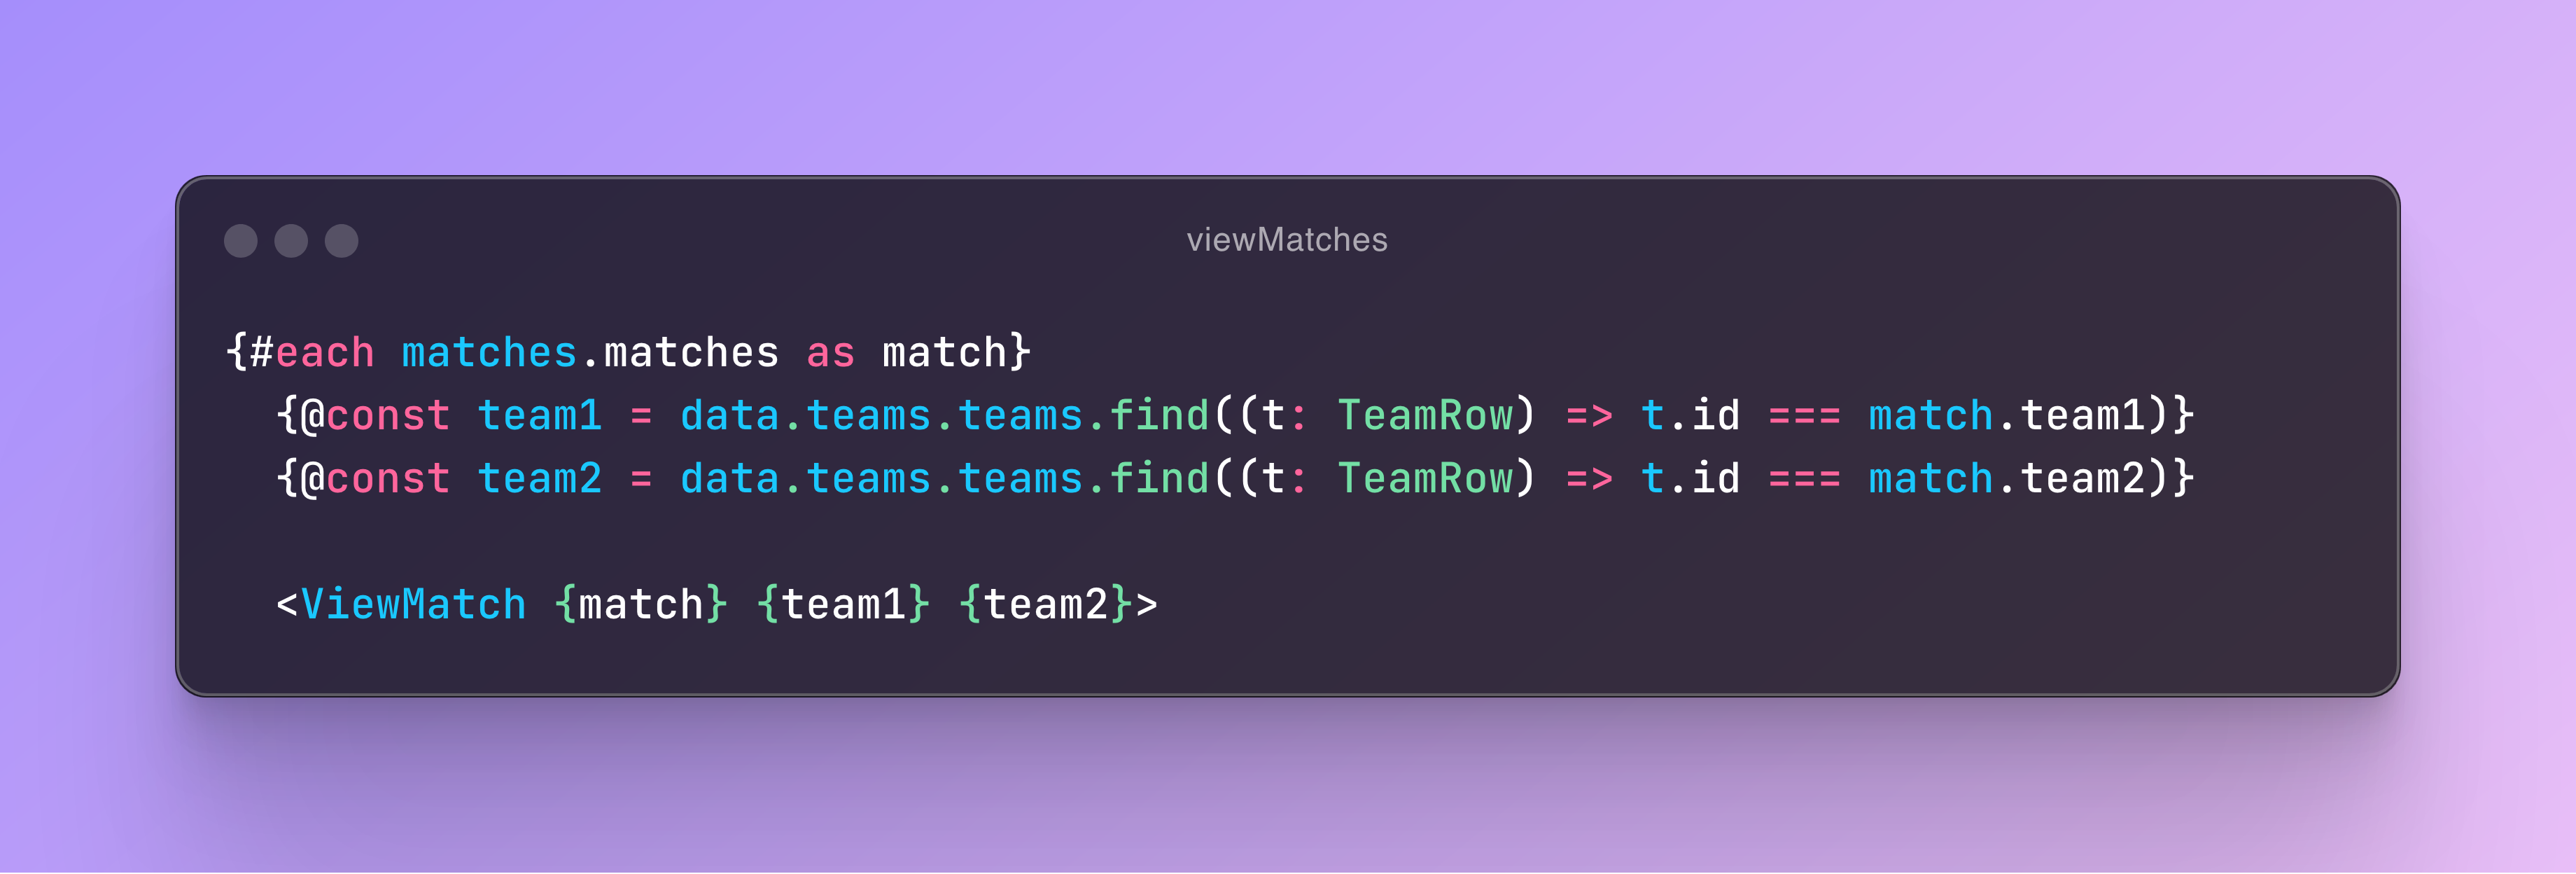 viewMatches
{#each matches.matches as match}
  {@const team1 = data.teams.teams.find((t: TeamRow) => t.id === match.team1)}
  {@const team2 = data.teams.teams.find((t: TeamRow) => t.id === match.team2)}
  <ViewMatch {match} {team1} {team2}>